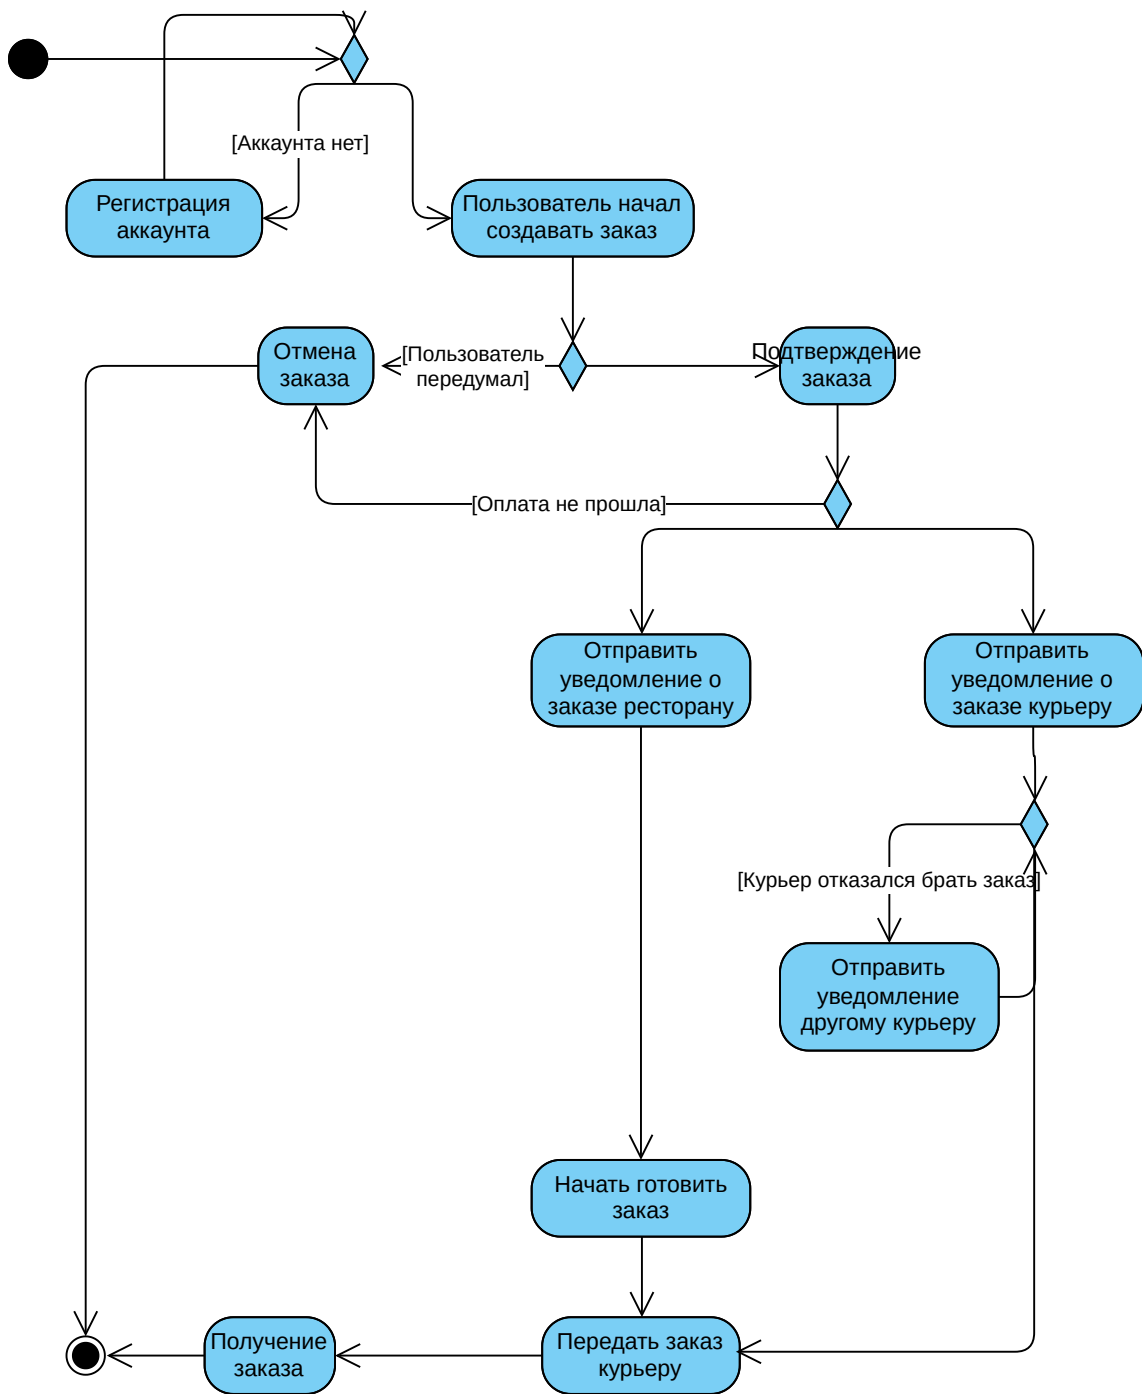 [Аккаунта нет]
Регистрация
аккаунта
Пользователь начал
создавать заказ
Отмена
заказа
[Пользователь
передумал]
Подтверждение
заказа
[Оплата не прошла]
Отправить
уведомление о
заказе ресторану
Отправить
уведомление о
заказе курьеру
[Курьер отказался брать заказ]
Отправить
уведомление
другому курьеру
Начать готовить
заказ
Получение
заказа
Передать заказ
курьеру